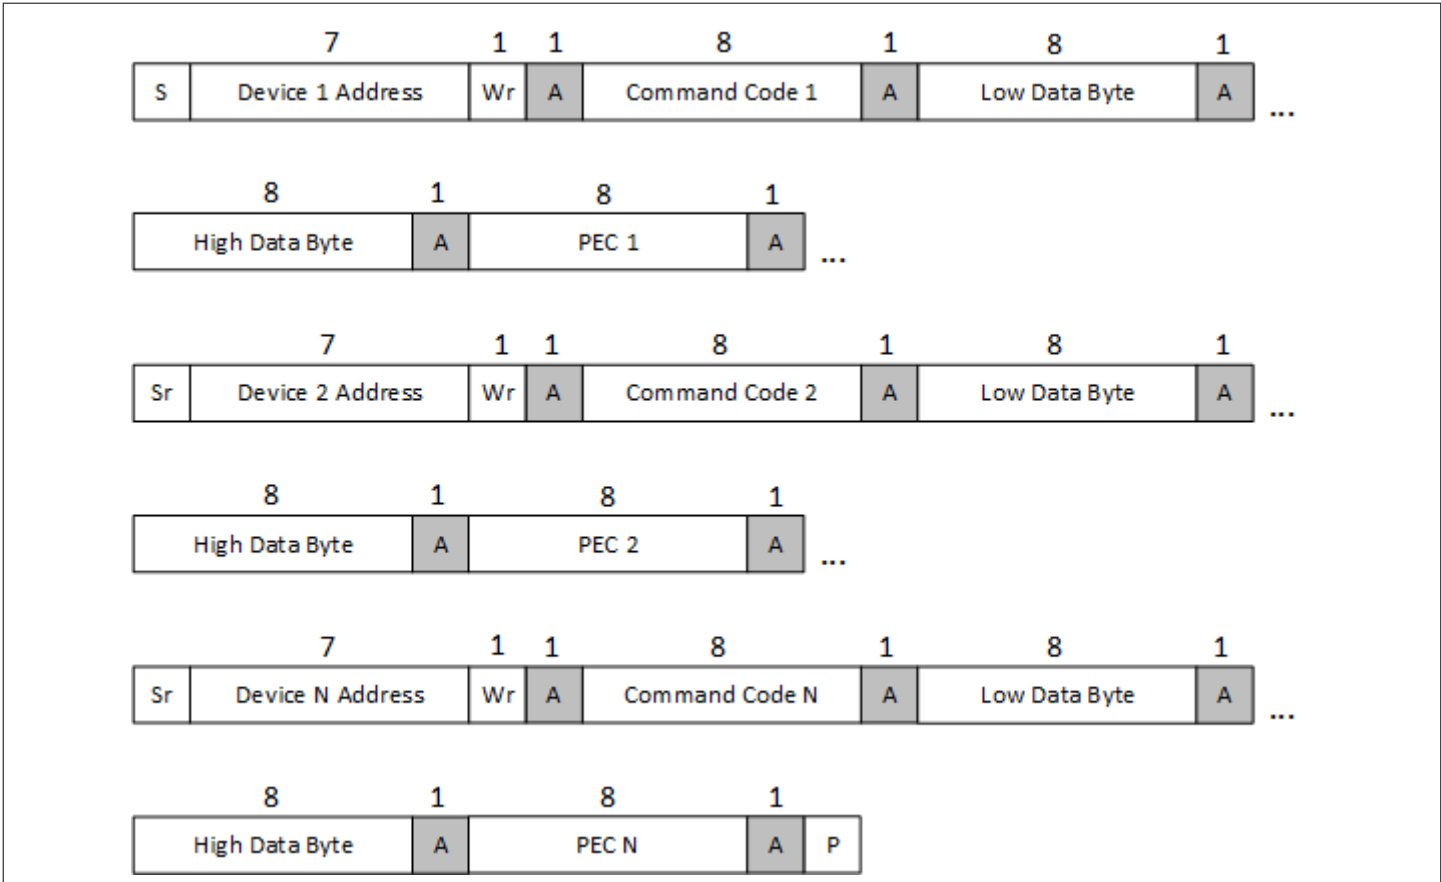 7 1 1 8 1 8 1
S Device 1 Address Wr A Command Code 1 A Low Data Byte A ...
8 1 8 1
High Data Byte A PEC 1 A ...
7 1 1 8 1 8 1
Sr Device 2 Address Wr A Command Code 2 A Low Data Byte A ...
8 1 8 1
High Data Byte A PEC 2 A ...
7 1 1 8 1 8 1
Sr Device N Address Wr A Command Code N A Low Data Byte A ...
8 1 8 1
High Data Byte A PEC N A P